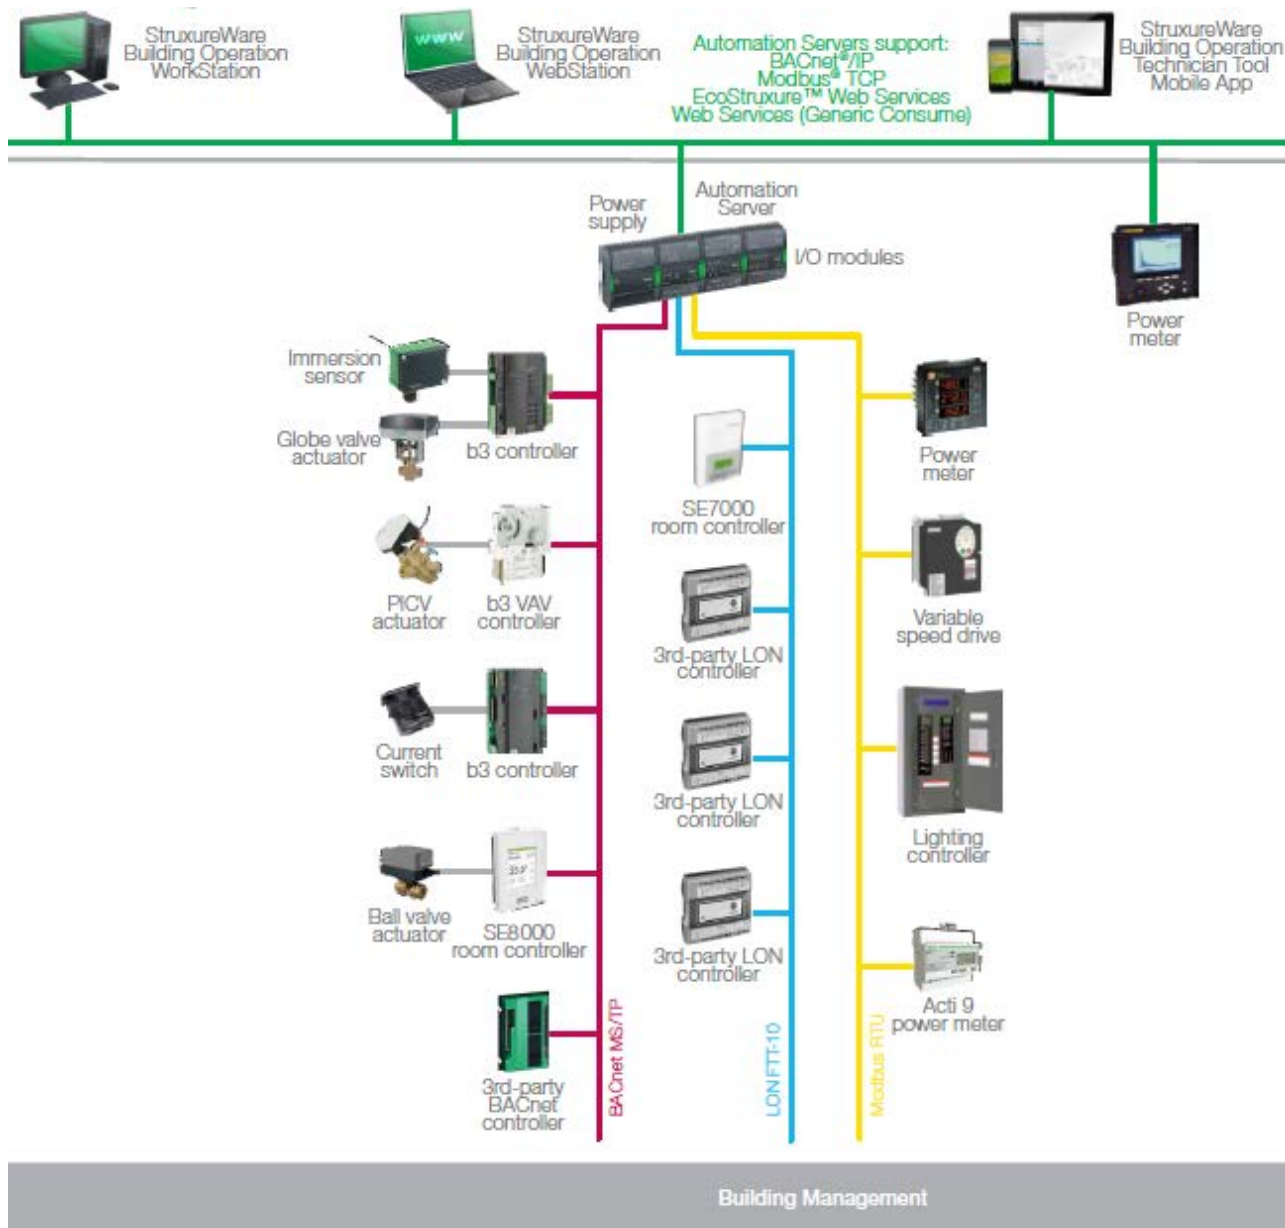 StruxureWare
Building Operation
WorkStation
www
StruxureWare
Building Operation
WebStation
Automation Servers support:
BACnet®/IP
Modbus® TCP
EcoStruxure™ Web Services
Web Services (Generic Consume)
StruxureWare
Building Operation
Technician Tool
Mobile App
Power
supply
Automation
Server
I/O modules
Power
meter
Immersion
sensor
Globe valve
actuator
b3 controller
PICV
actuator
b3 VAV
controller
Current
switch
b3 controller
Ball valve
actuator
SE8000
room controller
3rd-party
BACnet
controller
BACnet MS/TP
SE7000
room controller
3rd-party LON
controller
3rd-party LON
controller
3rd-party LON
controller
LON FTT-10
Power
meter
Variable
speed drive
Lighting
controller
Acti 9
power meter
Modbus RTU
Building Management